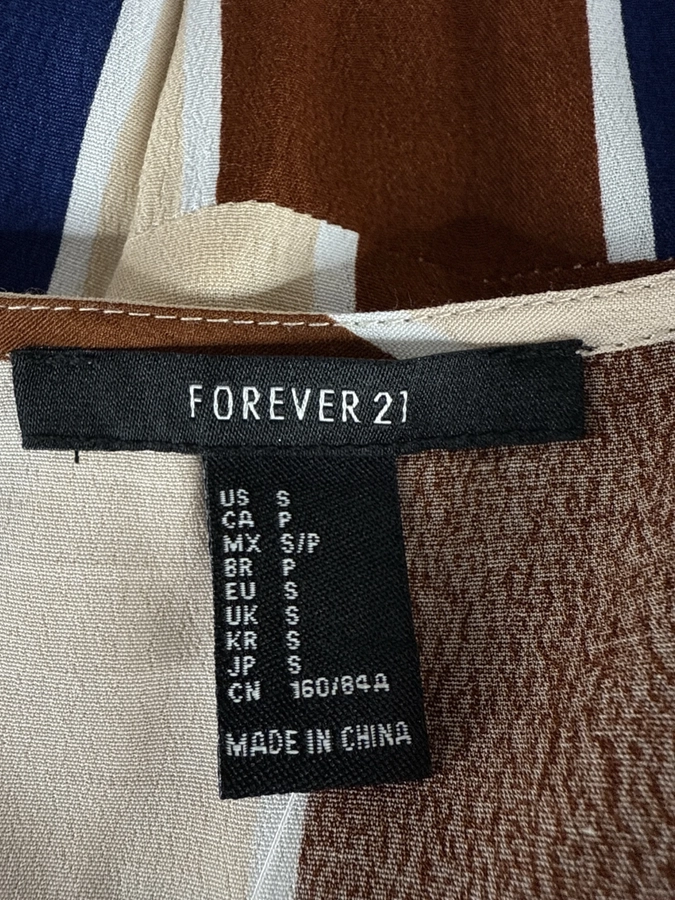 FOREVER 21
US S
CA P
MX S/P
BR P
EU S
UK S
KR S
JP S
CN 160/84A
MADE IN CHINA